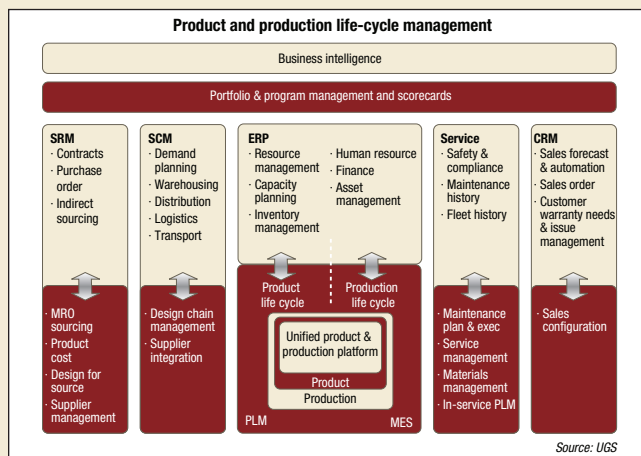 Product and production life-cycle management
Business intelligence
Portfolio & program management and scorecards
SRM
· Contracts
· Purchase
order
· Indirect
sourcing
· MRO
sourcing
· Product
cost
· Design for
source
· Supplier
management
SCM
· Demand
planning
· Warehousing
· Distribution
· Logistics
· Transport
· Design chain
management
· Supplier
integration
ERP
· Resource
management
· Capacity
planning
· Inventory
management
· Human resource
· Finance
· Asset
management
Product
life cycle
Production
life cycle
Unified product &
production platform
Product
Production
PLM
MES
Service
· Safety &
compliance
· Maintenance
history
· Fleet history
· Maintenance
plan & exec
· Service
management
· Materials
management
· In-service PLM
CRM
· Sales forecast
& automation
· Sales order
· Customer
warranty needs
& issue
management
· Sales
configuration
Source: UGS